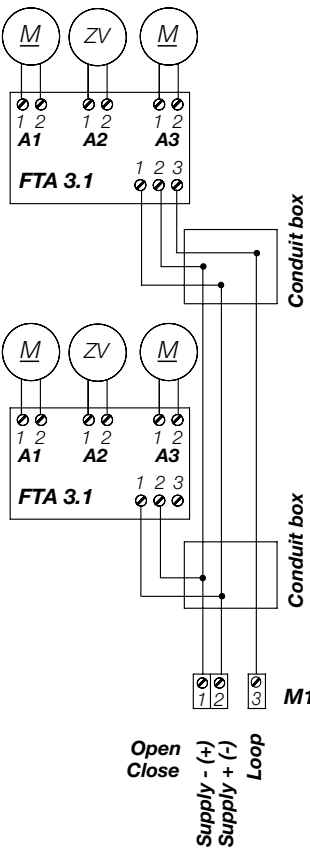 M ZV M
1 2 1 2 1 2
A1 A2 A3
1 2 3
FTA 3.1
Conduit box
M ZV M
1 2 1 2 1 2
A1 A2 A3
1 2 3
FTA 3.1
Conduit box
1 2 3 M1
Open
Close
Supply - (+)
Supply + (-)
Loop